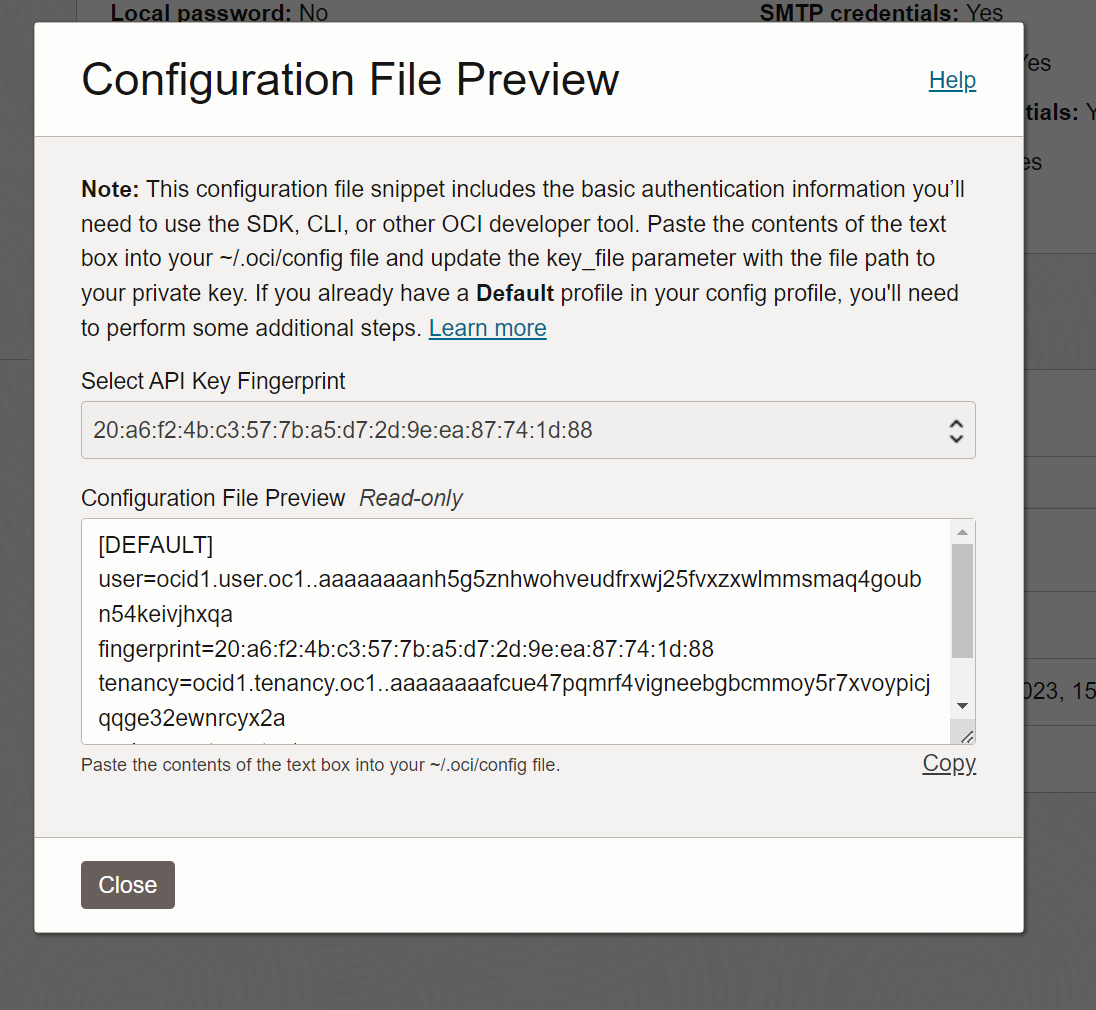 Local password: No
SMTP credentials: Yes
Configuration File Preview
Help
Yes
tials: Y
es
Note: This configuration file snippet includes the basic authentication information you’ll
need to use the SDK, CLI, or other OCI developer tool. Paste the contents of the text
box into your ~/.oci/config file and update the key_file parameter with the file path to
your private key. If you already have a Default profile in your config profile, you'll need
to perform some additional steps. Learn more
Select API Key Fingerprint
20:a6:f2:4b:c3:57:7b:a5:d7:2d:9e:ea:87:74:1d:88
Configuration File Preview Read-only
[DEFAULT]
user=ocid1.user.oc1..aaaaaaaanh5g5znhwohveudfrxwj25fvxzxwlmmsmaq4goub
n54keivjhxqa
fingerprint=20:a6:f2:4b:c3:57:7b:a5:d7:2d:9e:ea:87:74:1d:88
tenancy=ocid1.tenancy.oc1..aaaaaaaafcue47pqmrf4vigneebgbcmmoy5r7xvoypicj
qqge32ewnrcyx2a
023, 15
Paste the contents of the text box into your ~/.oci/config file.
Copy
Close